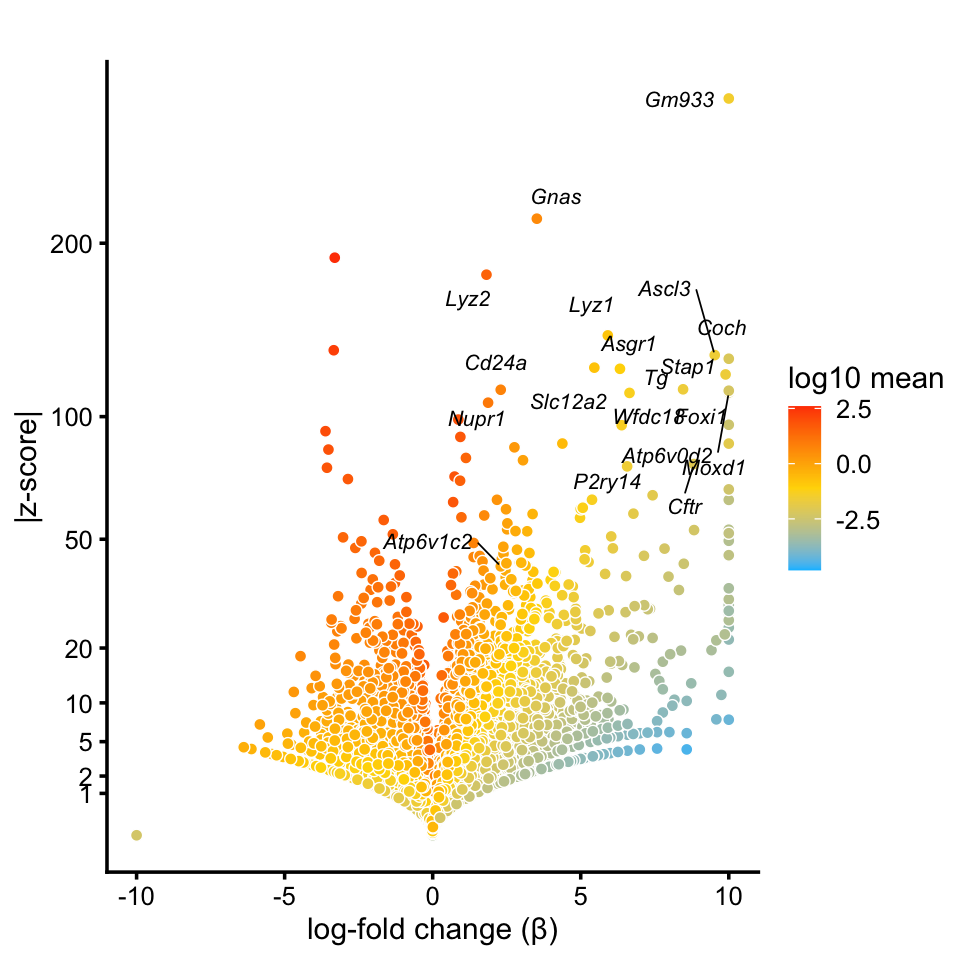 Gm933
Gnas
200
Ascl3
Lyz2
Lyz1
Coch
Asgr1
Cd24a
Stap1
Tg
log10 mean
Slc12a2
2.5
100
Nupr1
Wfdc18
Foxi1
Atp6v0d2
0.0
Moxd1
P2ry14
Cftr
-2.5
50
Atp6v1c2
|z-score|
20
10
5
2
1
-10
-5
0
5
10
log-fold change (β)